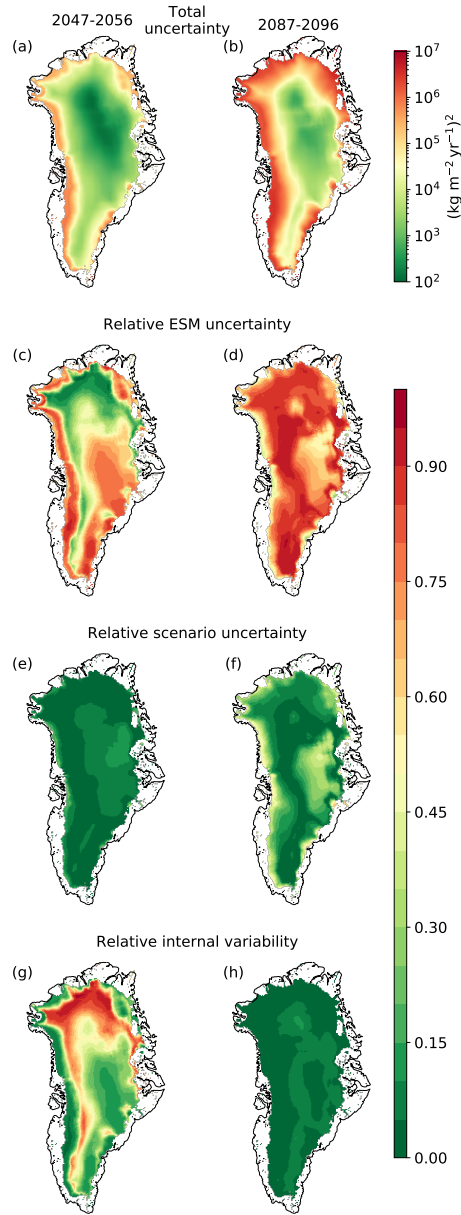 Total
uncertainty
2047-2056
2087-2096
(a)
(b)
10⁷
10⁶
10⁵
10⁴
10³
10²
(kg m⁻² yr⁻¹)²
Relative ESM uncertainty
(c)
(d)
Relative scenario uncertainty
(e)
(f)
Relative internal variability
(g)
(h)
0.90
0.75
0.60
0.45
0.30
0.15
0.00